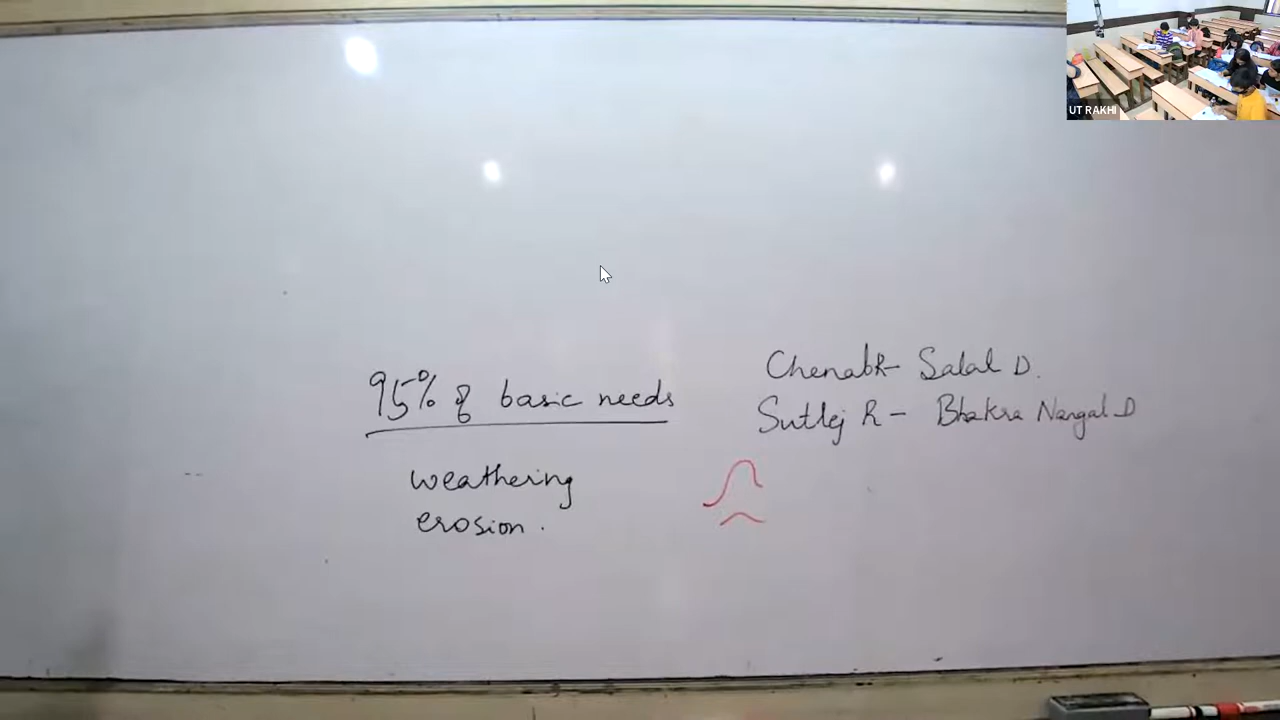 UT RAKHI
95% of basic needs
weathering
erosion.
Chenab R- Salal D.
Sutlej R - Bhakra Nangal D